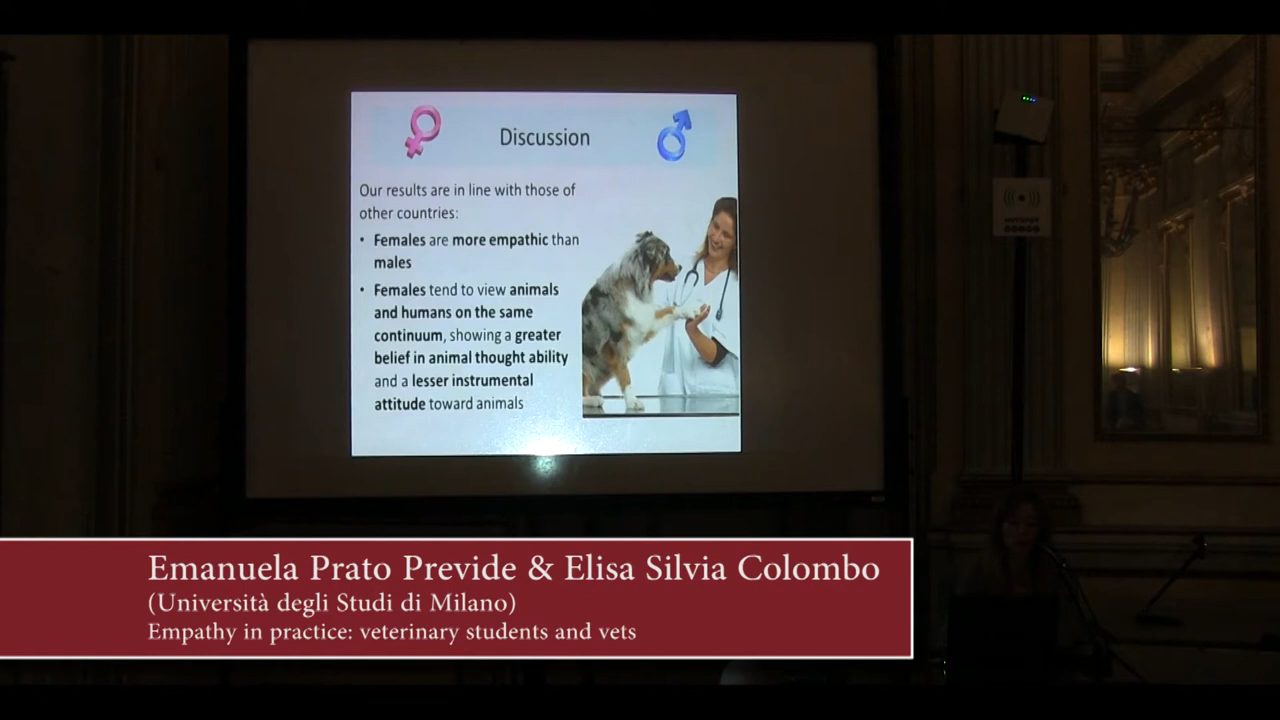 Discussion
Our results are in line with those of
other countries:
• Females are more empathic than
males
• Females tend to view animals
and humans on the same
continuum, showing a greater
belief in animal thought ability
and a lesser instrumental
attitude toward animals
Emanuela Prato Previde & Elisa Silvia Colombo
(Università degli Studi di Milano)
Empathy in practice: veterinary students and vets